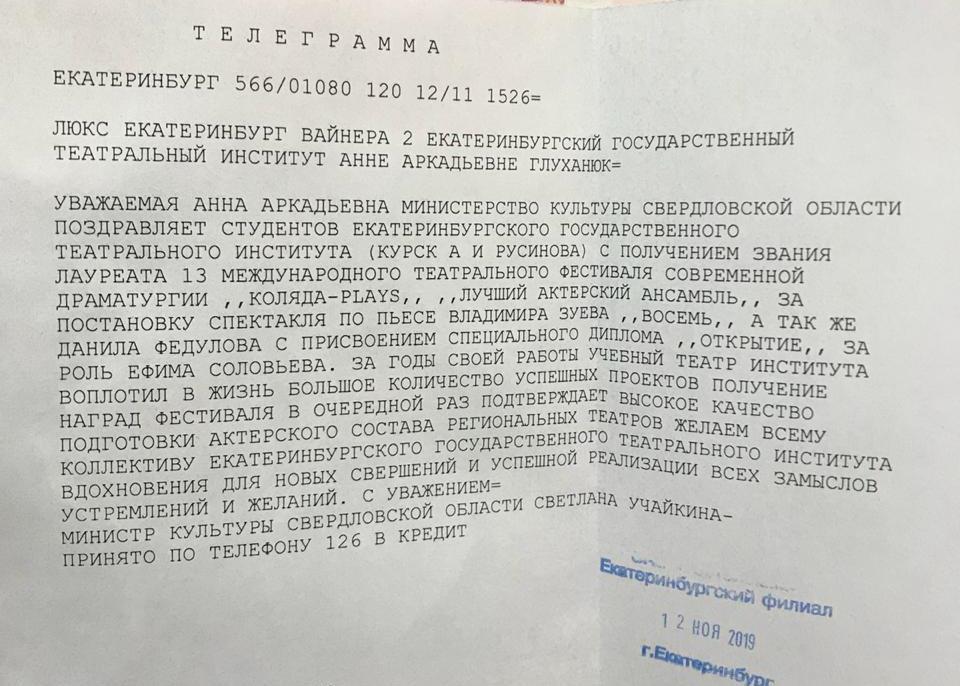 ТЕЛЕГРАММА
ЕКАТЕРИНБУРГ 566/01080 120 12/11 1526=
ЛЮКС ЕКАТЕРИНБУРГ ВАЙНЕРА 2 ЕКАТЕРИНБУРГСКИЙ ГОСУДАРСТВЕННЫЙ
ТЕАТРАЛЬНЫЙ ИНСТИТУТ АННЕ АРКАДЬЕВНЕ ГЛУХАНЮК=
УВАЖАЕМАЯ АННА АРКАДЬЕВНА МИНИСТЕРСТВО КУЛЬТУРЫ СВЕРДЛОВСКОЙ ОБЛАСТИ
ПОЗДРАВЛЯЕТ СТУДЕНТОВ ЕКАТЕРИНБУРГСКОГО ГОСУДАРСТВЕННОГО
ТЕАТРАЛЬНОГО ИНСТИТУТА (КУРСК А И РУСИНОВА) С ПОЛУЧЕНИЕМ ЗВАНИЯ
ЛАУРЕАТА 13 МЕЖДУНАРОДНОГО ТЕАТРАЛЬНОГО ФЕСТИВАЛЯ СОВРЕМЕННОЙ
ДРАМАТУРГИИ ,,КОЛЯДА-PLAYS,, ,,ЛУЧШИЙ АКТЕРСКИЙ АНСАМБЛЬ,, ЗА
ПОСТАНОВКУ СПЕКТАКЛЯ ПО ПЬЕСЕ ВЛАДИМИРА ЗУЕВА ,,ВОСЕМЬ,, А ТАК ЖЕ
ДАНИЛА ФЕДУЛОВА С ПРИСВОЕНИЕМ СПЕЦИАЛЬНОГО ДИПЛОМА ,,ОТКРЫТИЕ,, ЗА
РОЛЬ ЕФИМА СОЛОВЬЕВА. ЗА ГОДЫ СВОЕЙ РАБОТЫ УЧЕБНЫЙ ТЕАТР ИНСТИТУТА
ВОПЛОТИЛ В ЖИЗНЬ БОЛЬШОЕ КОЛИЧЕСТВО УСПЕШНЫХ ПРОЕКТОВ ПОЛУЧЕНИЕ
НАГРАД ФЕСТИВАЛЯ В ОЧЕРЕДНОЙ РАЗ ПОДТВЕРЖДАЕТ ВЫСОКОЕ КАЧЕСТВО
ПОДГОТОВКИ АКТЕРСКОГО СОСТАВА РЕГИОНАЛЬНЫХ ТЕАТРОВ ЖЕЛАЕМ ВСЕМУ
КОЛЛЕКТИВУ ЕКАТЕРИНБУРГСКОГО ГОСУДАРСТВЕННОГО ТЕАТРАЛЬНОГО ИНСТИТУТА
ВДОХНОВЕНИЯ ДЛЯ НОВЫХ СВЕРШЕНИЙ И УСПЕШНОЙ РЕАЛИЗАЦИИ ВСЕХ ЗАМЫСЛОВ
УСТРЕМЛЕНИЙ И ЖЕЛАНИЙ. С УВАЖЕНИЕМ=
МИНИСТР КУЛЬТУРЫ СВЕРДЛОВСКОЙ ОБЛАСТИ СВЕТЛАНА УЧАЙКИНА-
ПРИНЯТО ПО ТЕЛЕФОНУ 126 В КРЕДИТ
Екатеринбургский филиал
12 НОЯ 2019
г.Екатеринбург